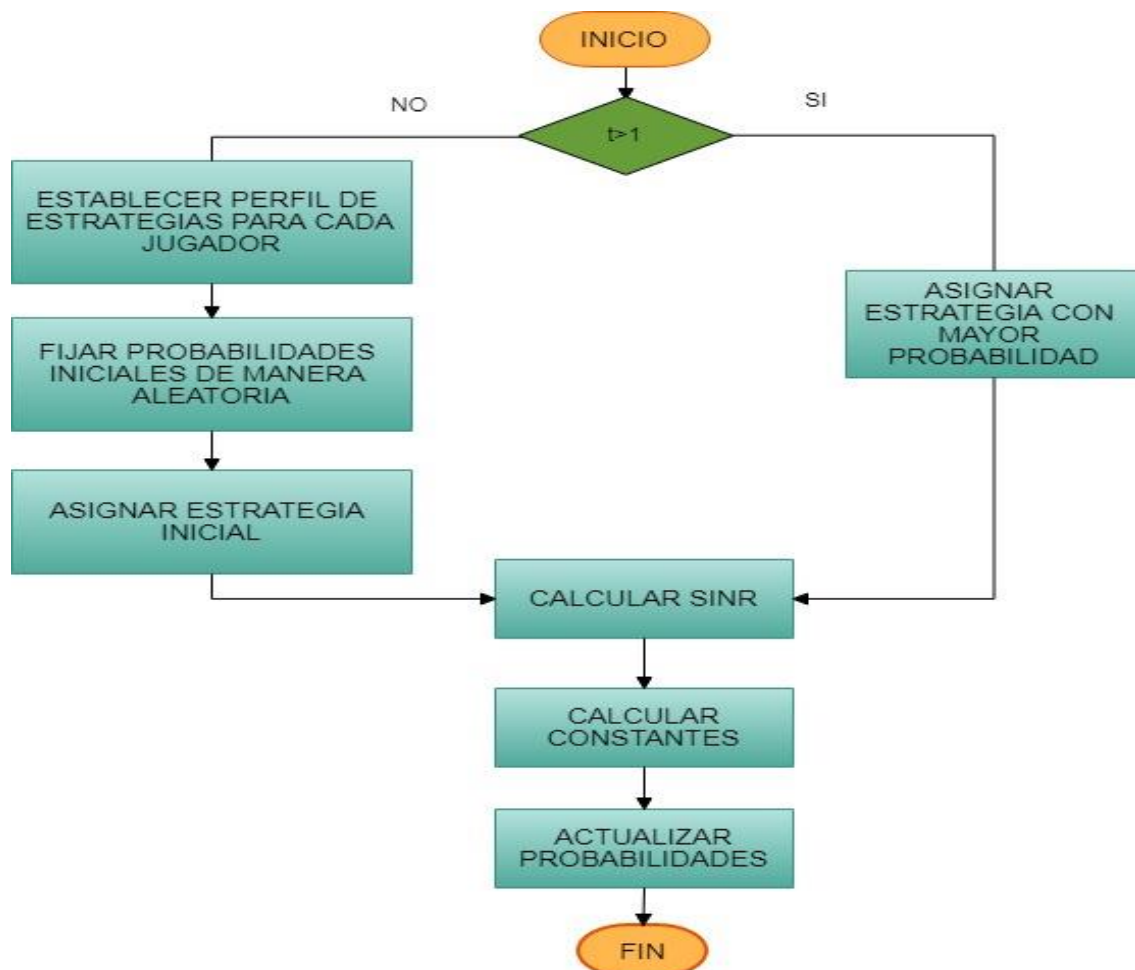 INICIO
NO
SI
t>1
ESTABLECER PERFIL DE
ESTRATEGIAS PARA CADA
JUGADOR
ASIGNAR
ESTRATEGIA CON
MAYOR
PROBABILIDAD
FIJAR PROBABILIDADES
INICIALES DE MANERA
ALEATORIA
ASIGNAR ESTRATEGIA
INICIAL
CALCULAR SINR
CALCULAR
CONSTANTES
ACTUALIZAR
PROBABILIDADES
FIN